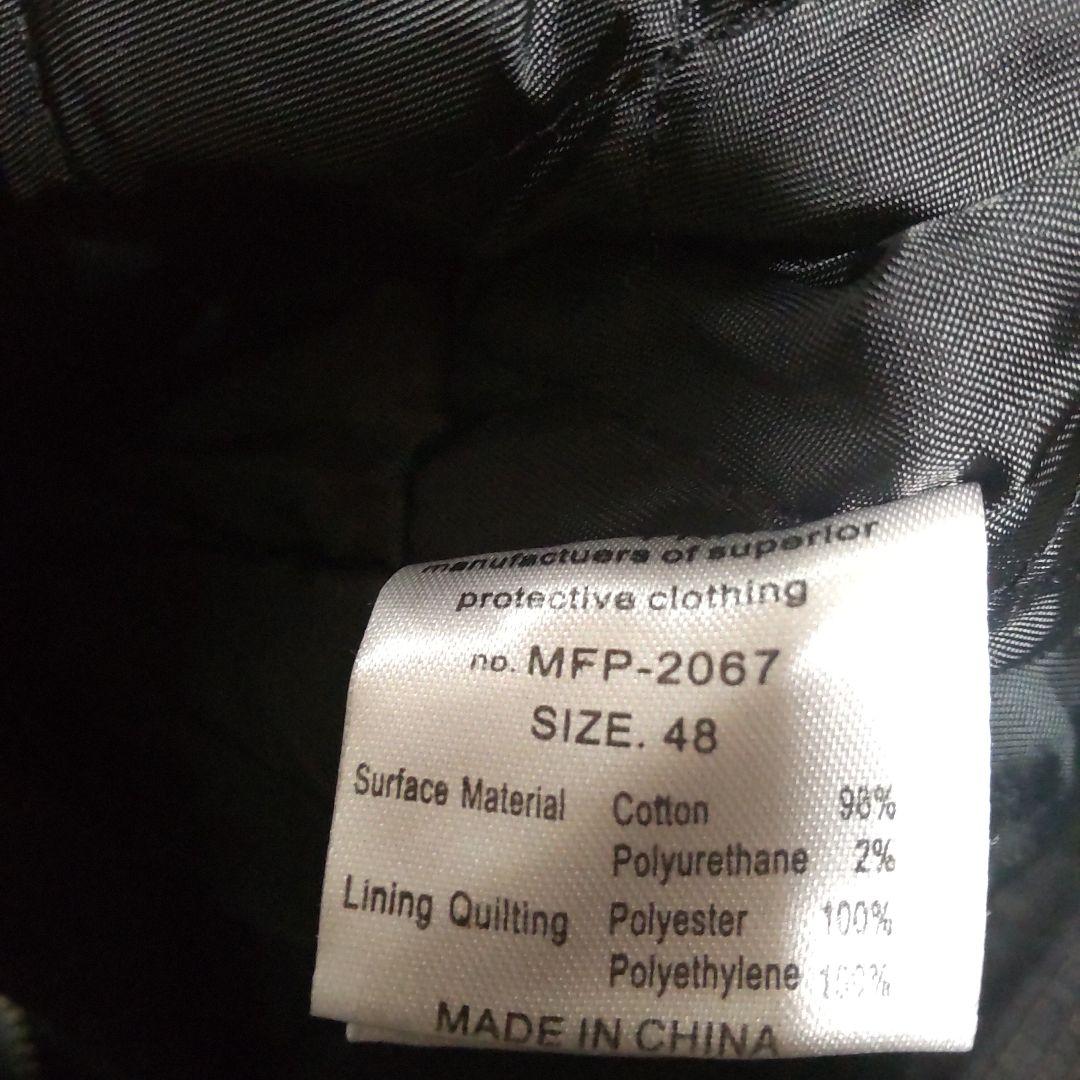 manufactuers of superior
protective clothing
no. MFP-2067
SIZE. 48
Surface Material Cotton 98%
Polyurethane 2%
Lining Quilting Polyester 100%
Polyethylene 100%
MADE IN CHINA